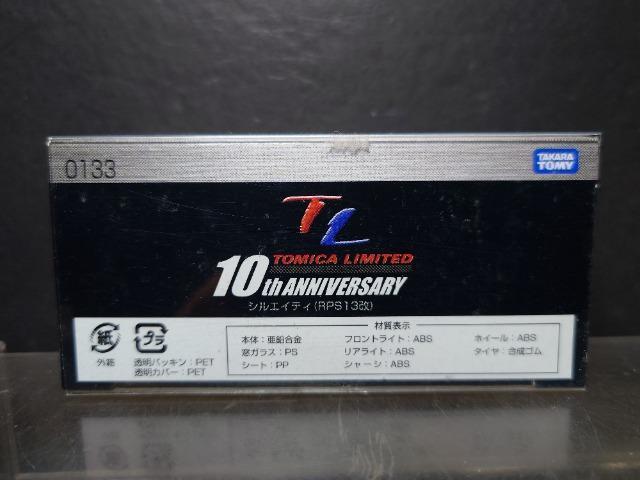 0133
TAKARA
TOMY
TL
TOMICA LIMITED
10th ANNIVERSARY
シルエイティ(RPS13改)
紙
外箱
プラ
透明パッキン:PET
透明カバー:PET
材質表示
本体:亜鉛合金 フロントライト:ABS ホイール:ABS
窓ガラス:PS リアライト:ABS タイヤ:合成ゴム
シート:PP シャーシ:ABS